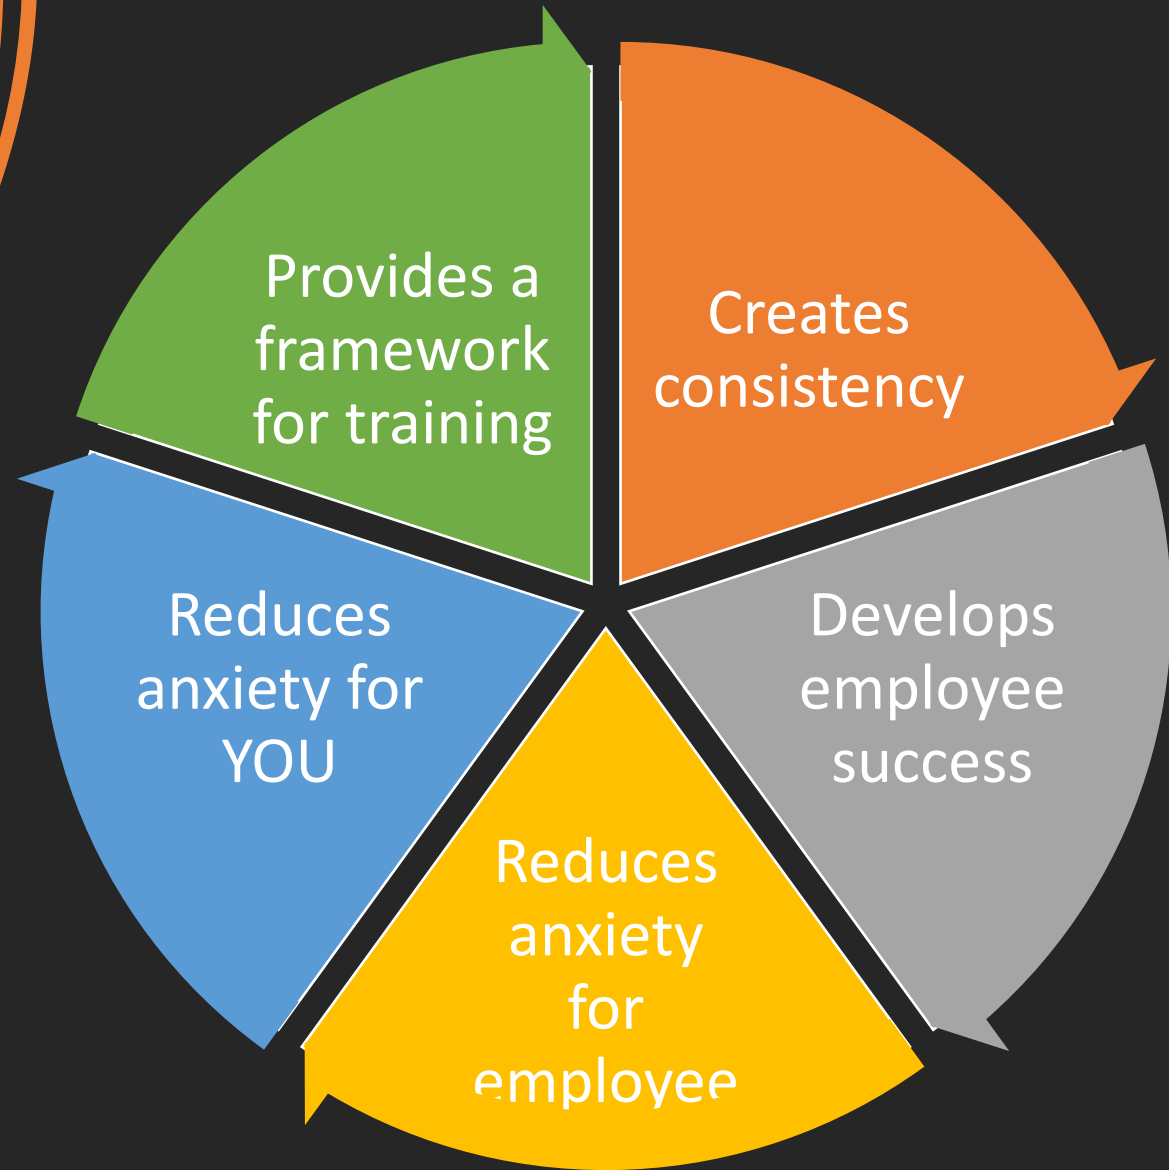 Creates
consistency
Develops
employee
success
Reduces
anxiety
for
employee
Reduces
anxiety for
YOU
Provides a
framework
for training